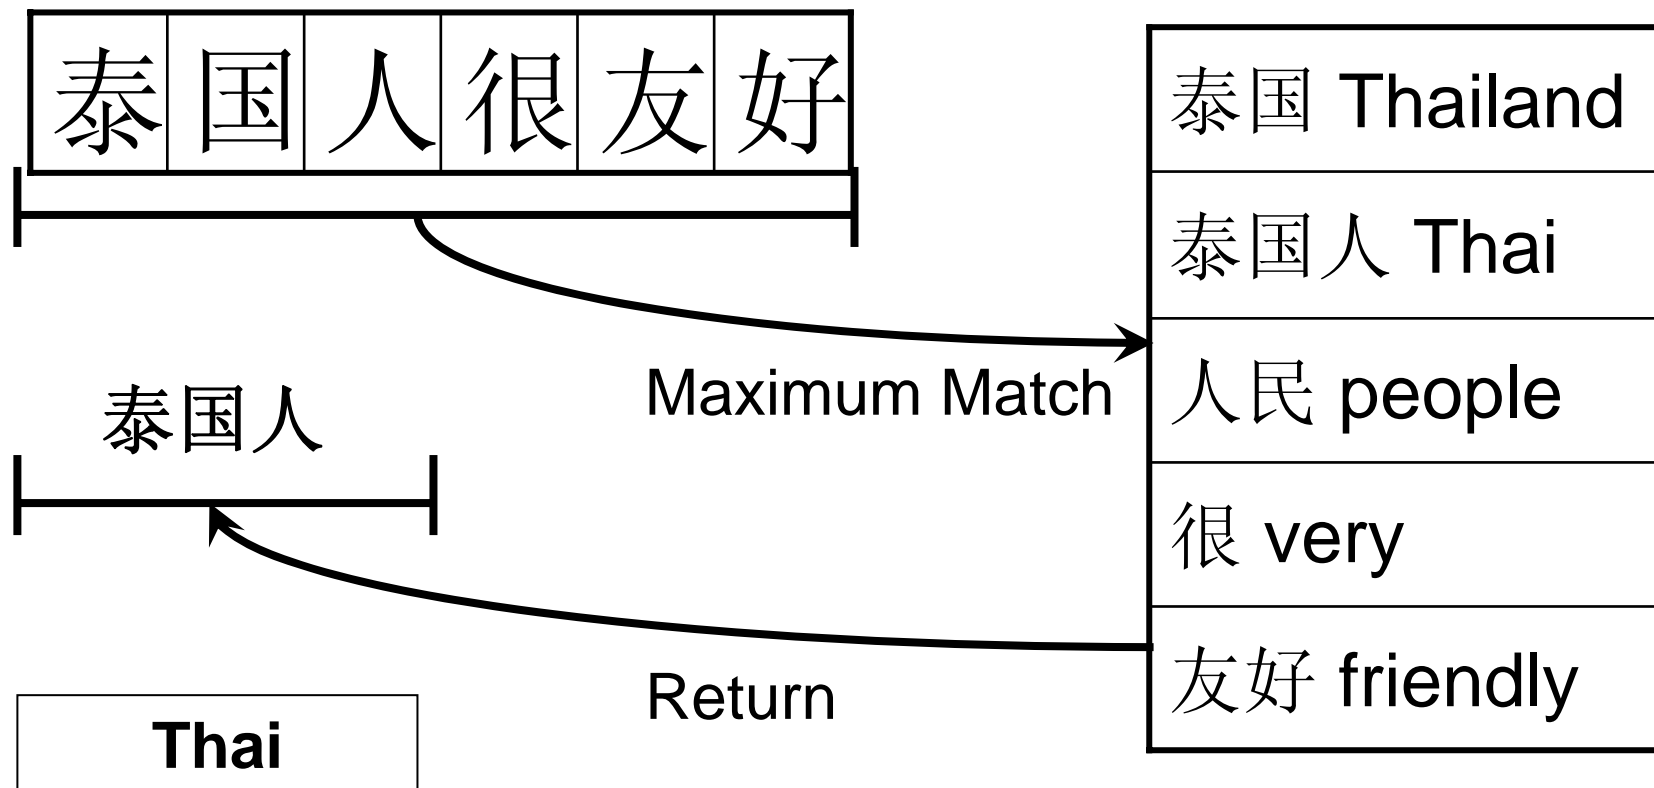 泰国人很友好
泰国 Thailand
泰国人 Thai
人民 people
很 very
友好 friendly
Maximum Match
泰国人
Return
Thai